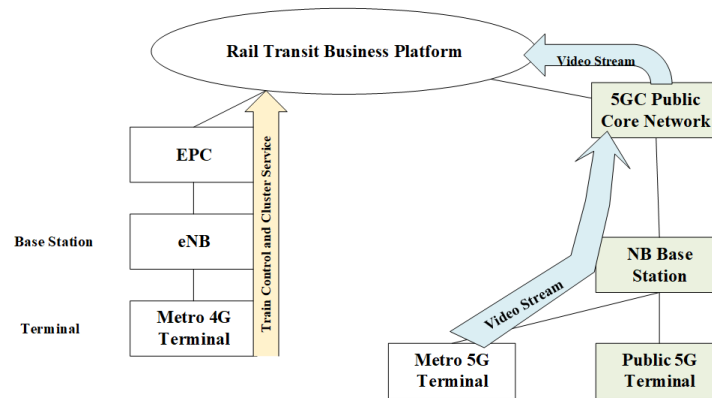 Rail Transit Business Platform
Video Stream
5GC Public
Core Network
EPC
Train Control and Cluster Service
Base Station
eNB
NB Base
Station
Terminal
Metro 4G
Terminal
Video Stream
Metro 5G
Terminal
Public 5G
Terminal